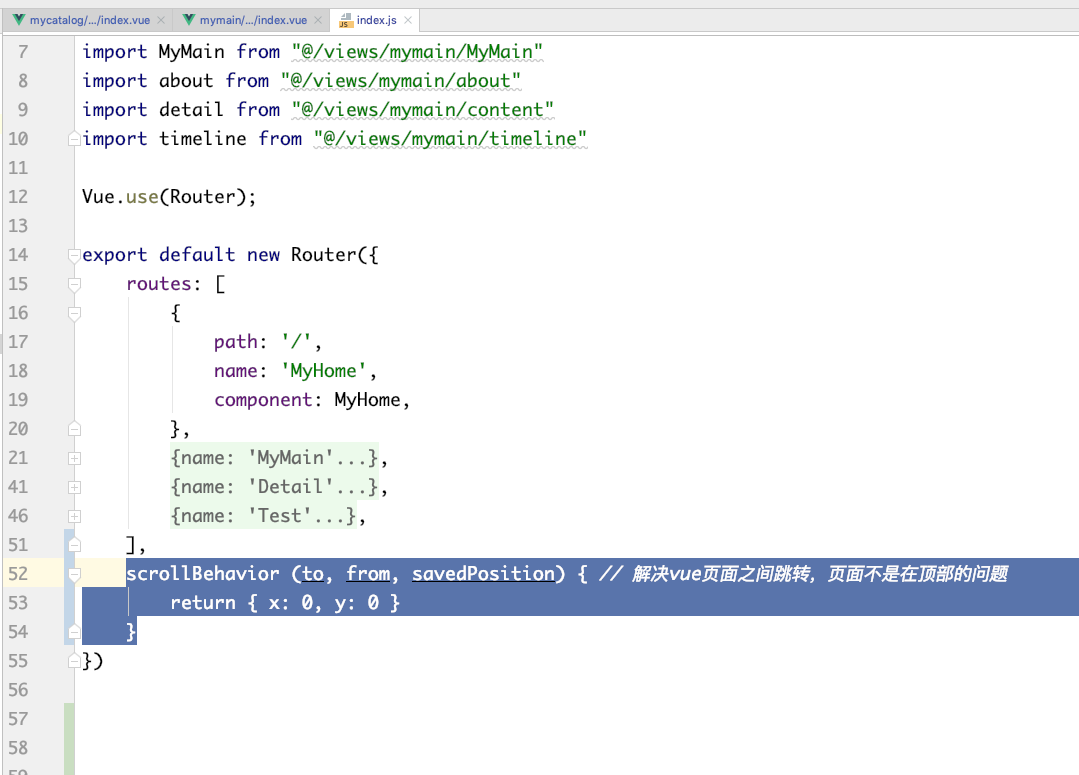 mycatalog/.../index.vue mymain/.../index.vue index.js
7 import MyMain from "@/views/mymain/MyMain"
8 import about from "@/views/mymain/about"
9 import detail from "@/views/mymain/content"
10 import timeline from "@/views/mymain/timeline"
11
12 Vue.use(Router);
13
14 export default new Router({
15 routes: [
16 {
17 path: '/',
18 name: 'MyHome',
19 component: MyHome,
20 },
21 {name: 'MyMain'...},
41 {name: 'Detail'...},
46 {name: 'Test'...},
51 ],
52 scrollBehavior (to, from, savedPosition) { // 解决vue页面之间跳转，页面不是在顶部的问题
53 return { x: 0, y: 0 }
54 }
55 })
56
57
58